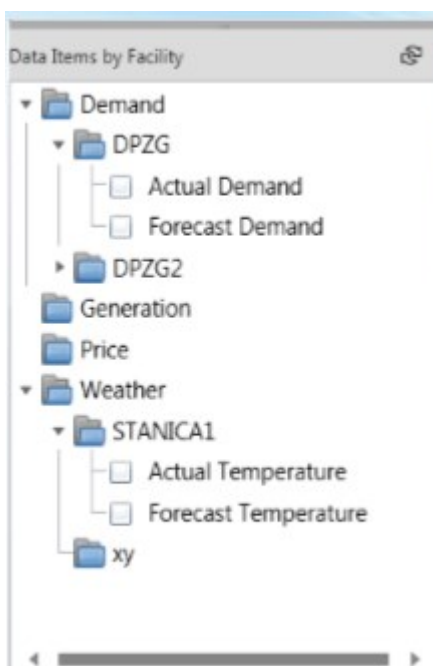 Data Items by Facility
Demand
DPZG
Actual Demand
Forecast Demand
DPZG2
Generation
Price
Weather
STANICA1
Actual Temperature
Forecast Temperature
xy